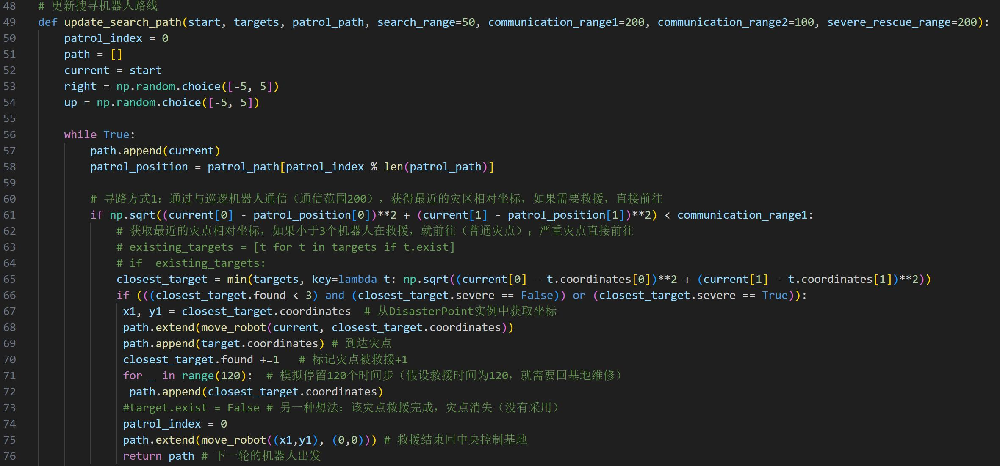 48 # 更新搜寻机器人路线
49 def update_search_path(start, targets, patrol_path, search_range=50, communication_range1=200, communication_range2=100, severe_rescue_range=200):
50     patrol_index = 0
51     path = []
52     current = start
53     right = np.random.choice([-5, 5])
54     up = np.random.choice([-5, 5])
55
56     while True:
57         path.append(current)
58         patrol_position = patrol_path[patrol_index % len(patrol_path)]
59
60         # 寻路方式1：通过与巡逻机器人通信（通信范围200），获得最近的灾区相对坐标，如果需要救援，直接前往
61         if np.sqrt((current[0] - patrol_position[0])**2 + (current[1] - patrol_position[1])**2) < communication_range1:
62             # 获取最近的灾点相对坐标，如果小于3个机器人在救援，就前往（普通灾点）；严重灾点直接前往
63             # existing_targets = [t for t in targets if t.exist]
64             # if  existing_targets:
65             closest_target = min(targets, key=lambda t: np.sqrt((current[0] - t.coordinates[0])**2 + (current[1] - t.coordinates[1])**2))
66             if (((closest_target.found < 3) and (closest_target.severe == False)) or (closest_target.severe == True)):
67              x1, y1 = closest_target.coordinates  # 从DisasterPoint实例中获取坐标
68              path.extend(move_robot(current, closest_target.coordinates))
69              path.append(target.coordinates) # 到达灾点
70              closest_target.found +=1   # 标记灾点被救援+1
71              for _ in range(120):  # 模拟停留120个时间步（假设救援时间为120，就需要回基地维修）
72               path.append(closest_target.coordinates)
73              #target.exist = False # 另一种想法：该灾点救援完成，灾点消失（没有采用）
74              patrol_index = 0
75              path.extend(move_robot((x1,y1), (0,0))) # 救援结束回中央控制基地
76              return path # 下一轮的机器人出发